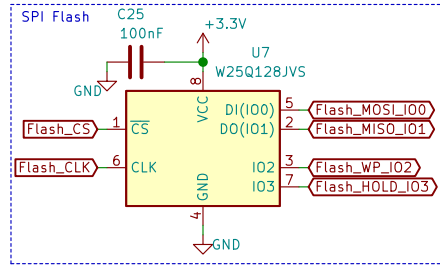 SPI Flash
C25
100nF
+3.3V
GND
U7
W25Q128JVS
8
VCC
Flash_CS
1
CS
DI(IO0)
5
Flash_MOSI_IO0
DO(IO1)
2
Flash_MISO_IO1
Flash_CLK
6
CLK
IO2
3
Flash_WP_IO2
IO3
7
Flash_HOLD_IO3
GND
4
GND